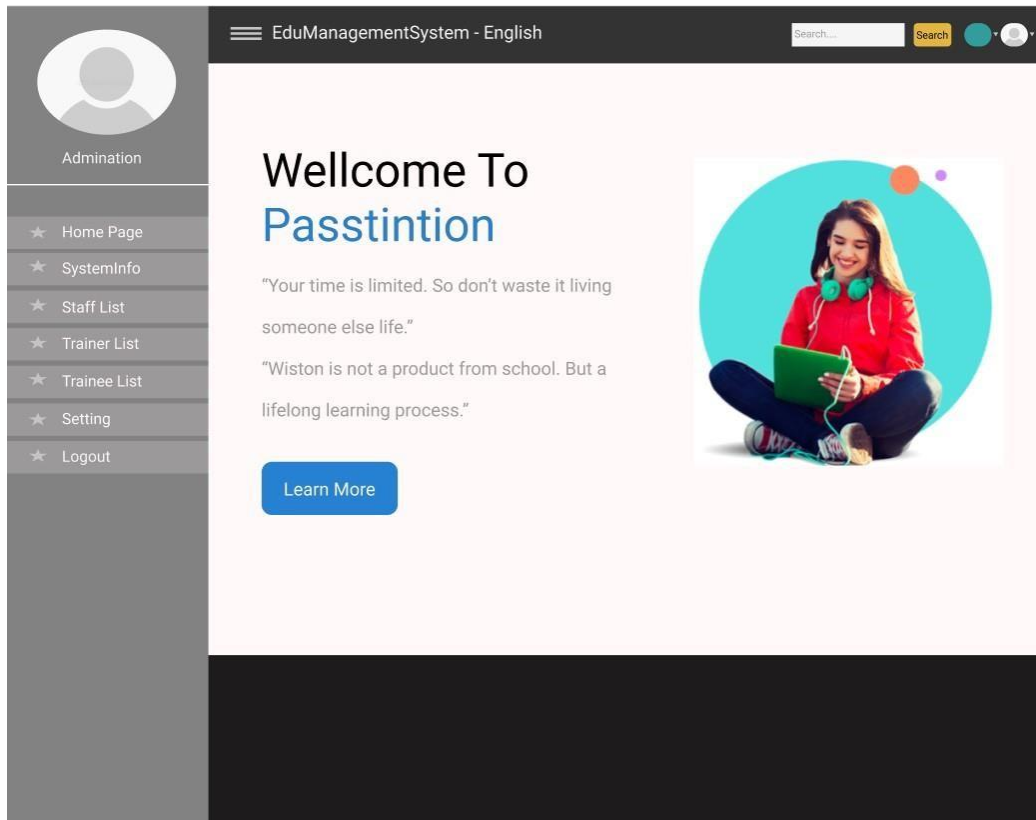 EduManagementSystem - English
Search....
Search
Admination
Home Page
SystemInfo
Staff List
Trainer List
Trainee List
Setting
Logout
Wellcome To
Passtintion
“Your time is limited. So don’t waste it living
someone else life.”
“Wiston is not a product from school. But a
lifelong learning process.”
Learn More